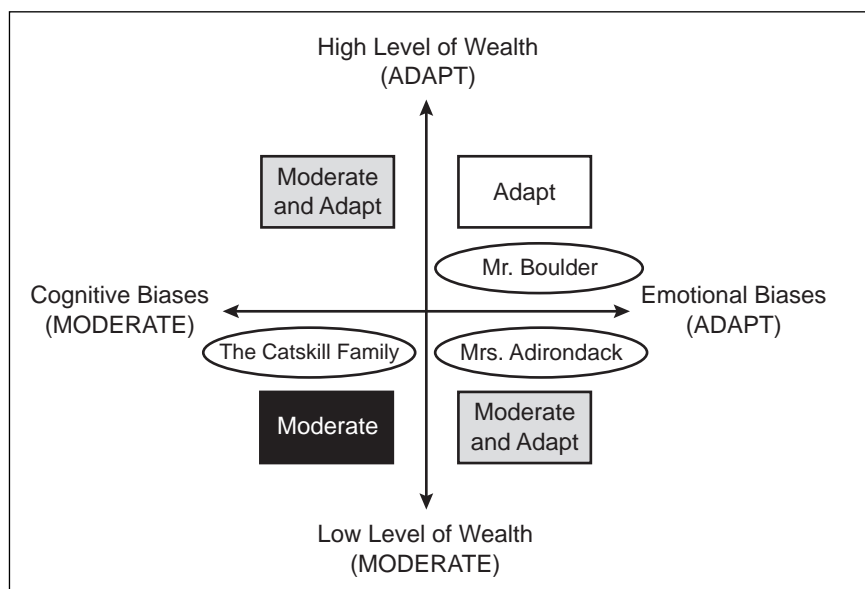 High Level of Wealth
(ADAPT)
Moderate
and Adapt
Adapt
Mr. Boulder
Cognitive Biases
(MODERATE)
Emotional Biases
(ADAPT)
The Catskill Family
Mrs. Adirondack
Moderate
Moderate
and Adapt
Low Level of Wealth
(MODERATE)